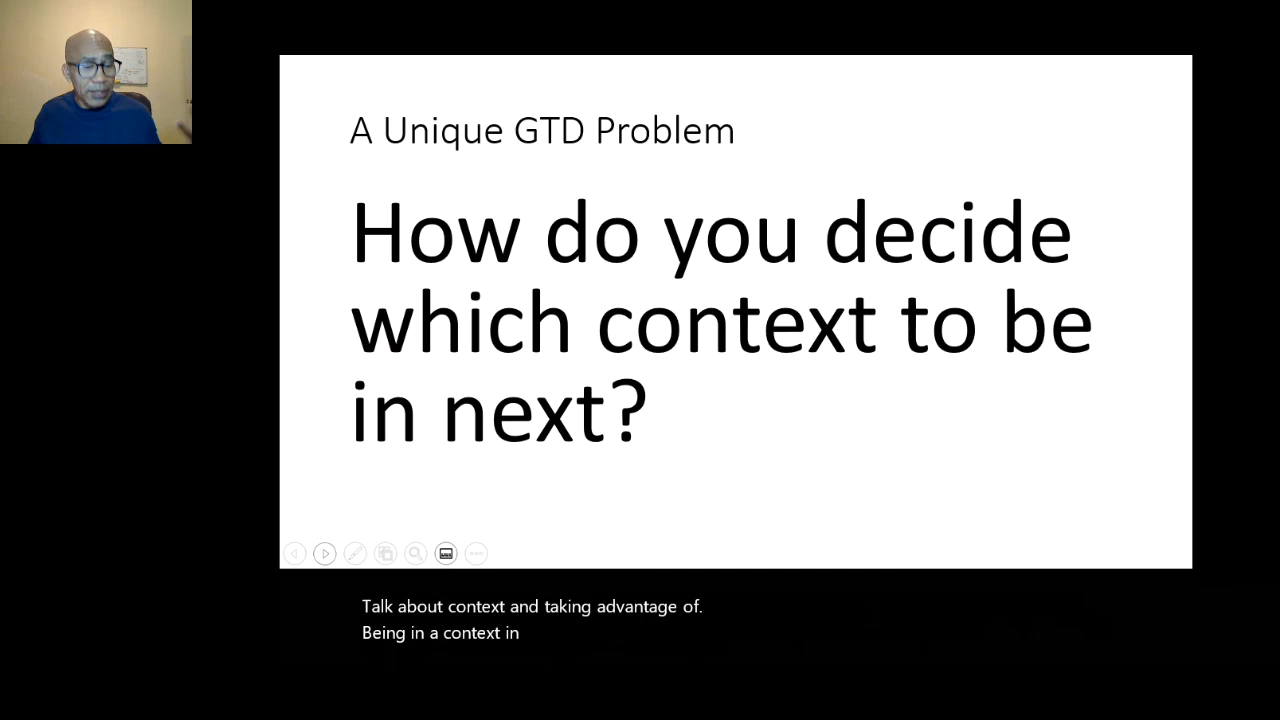 A Unique GTD Problem
How do you decide
which context to be
in next?
Talk about context and taking advantage of.
Being in a context in